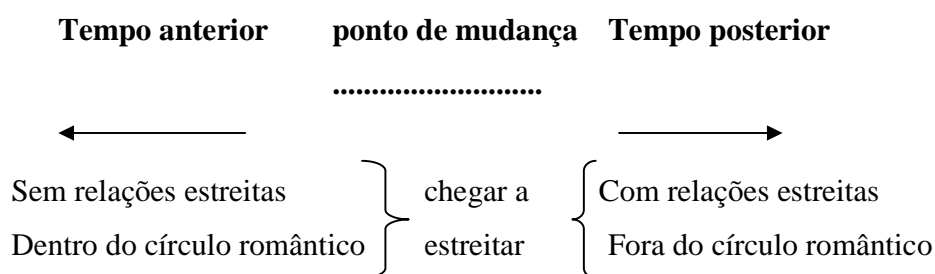 Tempo anterior ponto de mudança Tempo posterior
...........................
Sem relações estreitas chegar a Com relações estreitas
Dentro do círculo romântico estreitar Fora do círculo romântico